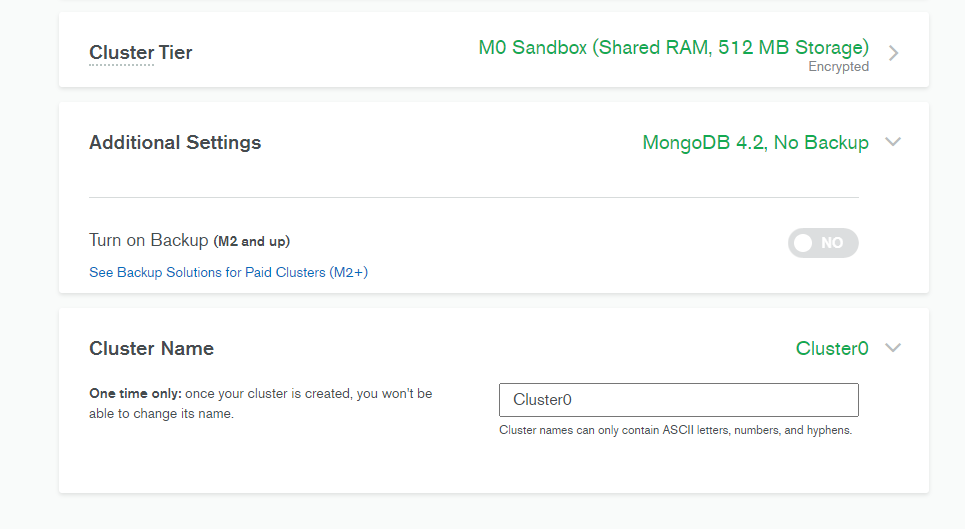 Cluster Tier
M0 Sandbox (Shared RAM, 512 MB Storage)
Encrypted
Additional Settings
MongoDB 4.2, No Backup
Turn on Backup (M2 and up)
NO
See Backup Solutions for Paid Clusters (M2+)
Cluster Name
Cluster0
One time only: once your cluster is created, you won't be
able to change its name.
Cluster0
Cluster names can only contain ASCII letters, numbers, and hyphens.